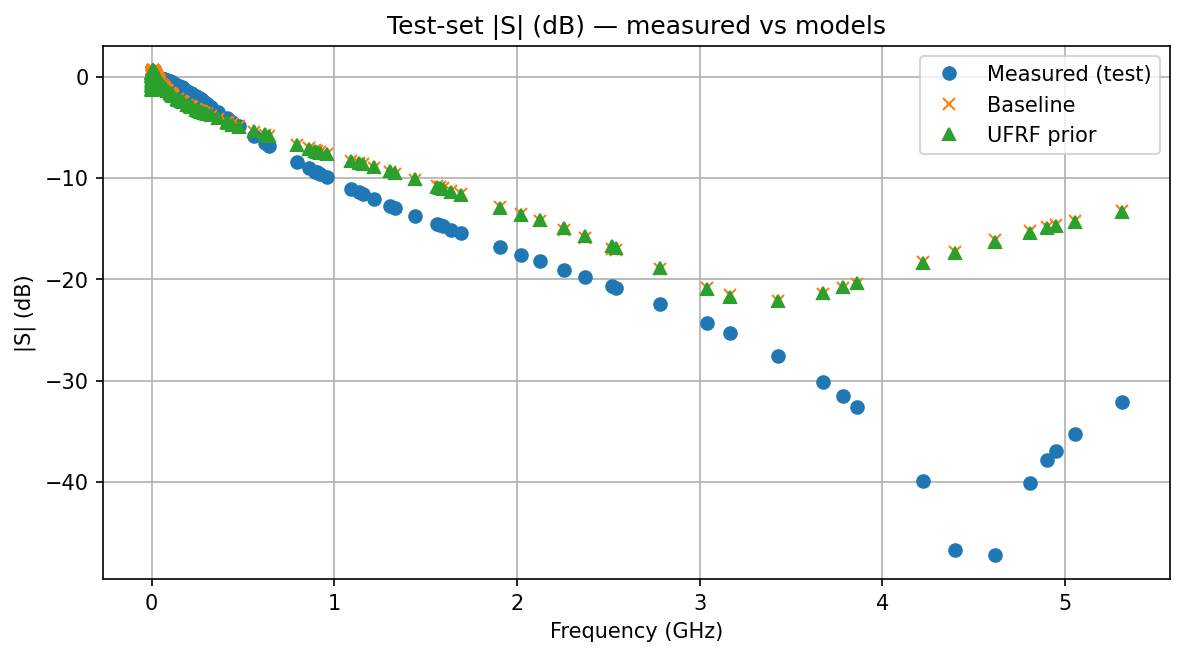 Test-set |S| (dB) — measured vs models
Measured (test)
Baseline
UFRF prior
|S| (dB)
0
−10
−20
−30
−40
0 1 2 3 4 5
Frequency (GHz)